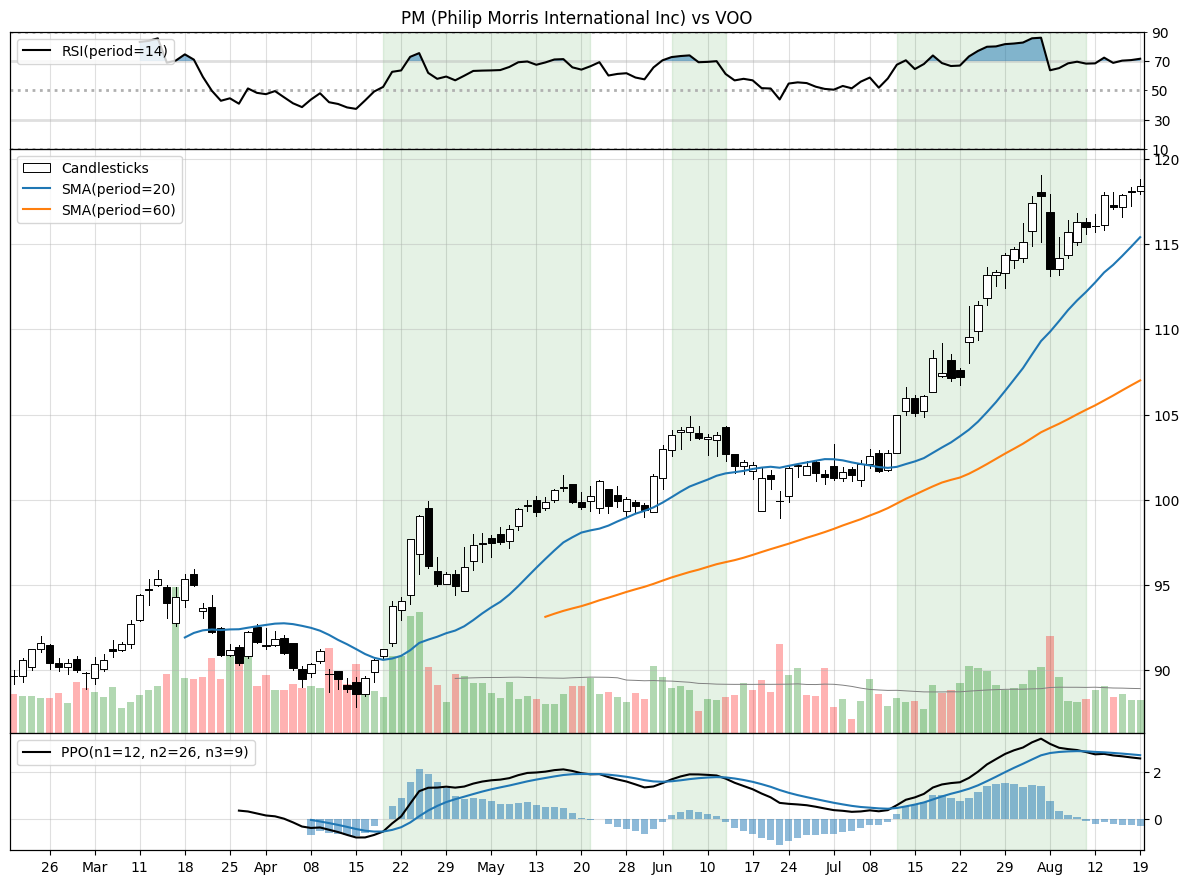 PM (Philip Morris International Inc) vs VOO
RSI(period=14)
90
70
50
30
10
Candlesticks
SMA(period=20)
SMA(period=60)
120
115
110
105
100
95
90
PPO(n1=12, n2=26, n3=9)
2
0
26 Mar 11 18 25 Apr 08 15 22 29 May 13 20 28 Jun 10 17 24 Jul 08 15 22 29 Aug 12 19